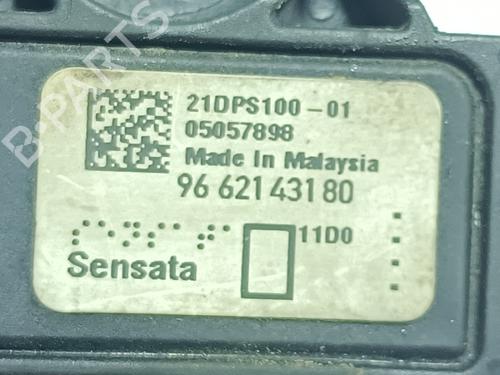 21DPS100-01
05057898
Made In Malaysia
96 621 431 80
11D0
Sensata
B-PARTS